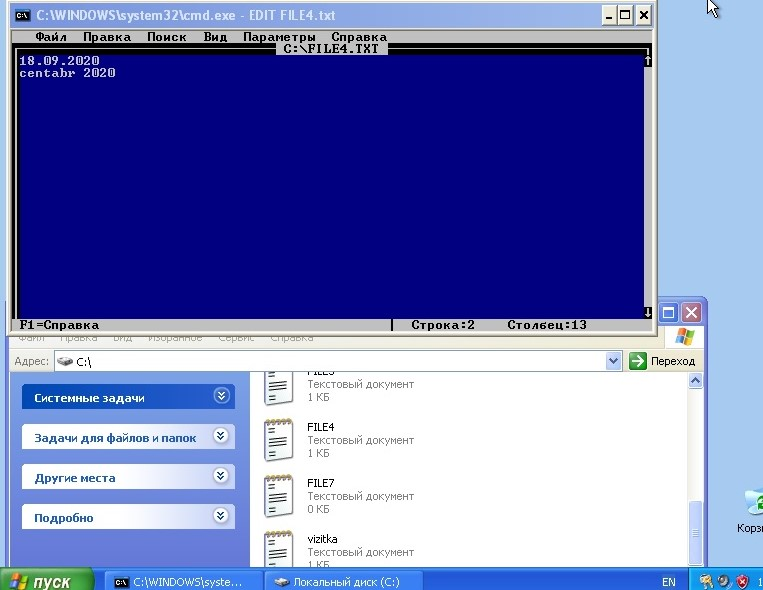 C:\WINDOWS\system32\cmd.exe - EDIT FILE4.txt
Файл Правка Поиск Вид Параметры Справка
C:\FILE4.TXT
18.09.2020
centabr 2020
F1=Справка Строка:2 Столбец:13
Файл Правка Вид Избранное Сервис Справка
Адрес: C:\ Переход
Системные задачи
Задачи для файлов и папок
Другие места
Подробно
FILE3
Текстовый документ
1 КБ
FILE4
Текстовый документ
1 КБ
FILE7
Текстовый документ
0 КБ
vizitka
Текстовый документ
1 КБ
пуск C:\WINDOWS\syste... Локальный диск (C:) EN